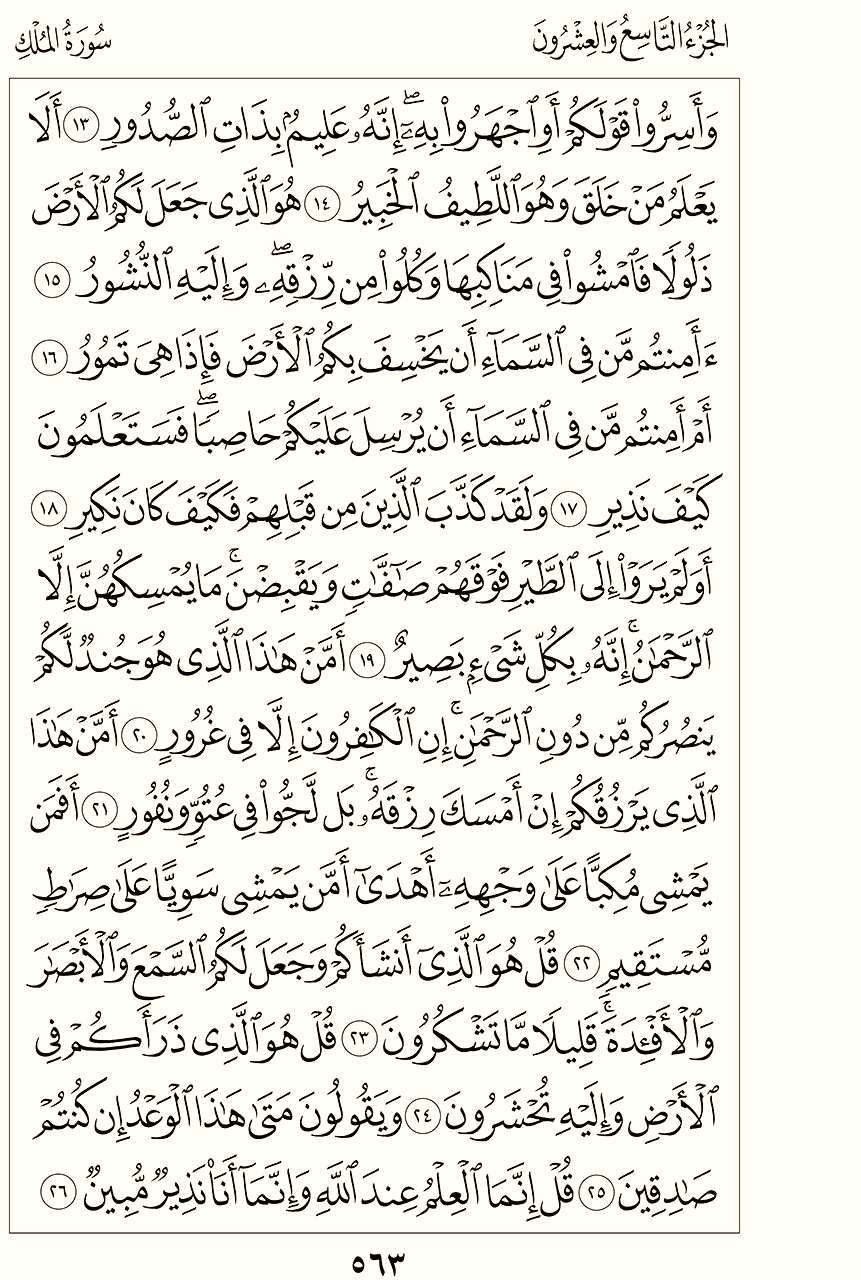 الجُزْءُ التَّاسِعُ وَالعِشْرُونَ سُورَةُ المُلْكِ
وَأَسِرُّوا۟ قَوْلَكُمْ أَوِ ٱجْهَرُوا۟ بِهِۦٓ ۖ إِنَّهُۥ عَلِيمٌۢ بِذَاتِ ٱلصُّدُورِ ١٣ أَلَا
يَعْلَمُ مَنْ خَلَقَ وَهُوَ ٱللَّطِيفُ ٱلْخَبِيرُ ١٤ هُوَ ٱلَّذِى جَعَلَ لَكُمُ ٱلْأَرْضَ
ذَلُولًا فَٱمْشُوا۟ فِى مَنَاكِبِهَا وَكُلُوا۟ مِن رِّزْقِهِۦ ۖ وَإِلَيْهِ ٱلنُّشُورُ ١٥
ءَأَمِنتُم مَّن فِى ٱلسَّمَآءِ أَن يَخْسِفَ بِكُمُ ٱلْأَرْضَ فَإِذَا هِىَ تَمُورُ ١٦
أَمْ أَمِنتُم مَّن فِى ٱلسَّمَآءِ أَن يُرْسِلَ عَلَيْكُمْ حَاصِبًا ۖ فَسَتَعْلَمُونَ
كَيْفَ نَذِيرِ ١٧ وَلَقَدْ كَذَّبَ ٱلَّذِينَ مِن قَبْلِهِمْ فَكَيْفَ كَانَ نَكِيرِ ١٨
أَوَلَمْ يَرَوْا۟ إِلَى ٱلطَّيْرِ فَوْقَهُمْ صَٰٓفَّٰتٍ وَيَقْبِضْنَ ۚ مَا يُمْسِكُهُنَّ إِلَّا
ٱلرَّحْمَٰنُ ۚ إِنَّهُۥ بِكُلِّ شَىْءٍۭ بَصِيرٌ ١٩ أَمَّنْ هَٰذَا ٱلَّذِى هُوَ جُندٌ لَّكُمْ
يَنصُرُكُم مِّن دُونِ ٱلرَّحْمَٰنِ ۚ إِنِ ٱلْكَٰفِرُونَ إِلَّا فِى غُرُورٍ ٢٠ أَمَّنْ هَٰذَا
ٱلَّذِى يَرْزُقُكُمْ إِنْ أَمْسَكَ رِزْقَهُۥ ۚ بَل لَّجُّوا۟ فِى عُتُوٍّ وَنُفُورٍ ٢١ أَفَمَن
يَمْشِى مُكِبًّا عَلَىٰ وَجْهِهِۦٓ أَهْدَىٰٓ أَمَّن يَمْشِى سَوِيًّا عَلَىٰ صِرَٰطٍ
مُّسْتَقِيمٍ ٢٢ قُلْ هُوَ ٱلَّذِىٓ أَنشَأَكُمْ وَجَعَلَ لَكُمُ ٱلسَّمْعَ وَٱلْأَبْصَٰرَ
وَٱلْأَفْـِٔدَةَ ۖ قَلِيلًا مَّا تَشْكُرُونَ ٢٣ قُلْ هُوَ ٱلَّذِى ذَرَأَكُمْ فِى
ٱلْأَرْضِ وَإِلَيْهِ تُحْشَرُونَ ٢٤ وَيَقُولُونَ مَتَىٰ هَٰذَا ٱلْوَعْدُ إِن كُنتُمْ
صَٰدِقِينَ ٢٥ قُلْ إِنَّمَا ٱلْعِلْمُ عِندَ ٱللَّهِ وَإِنَّمَآ أَنَا۠ نَذِيرٌ مُّبِينٌ ٢٦
٥٦٣